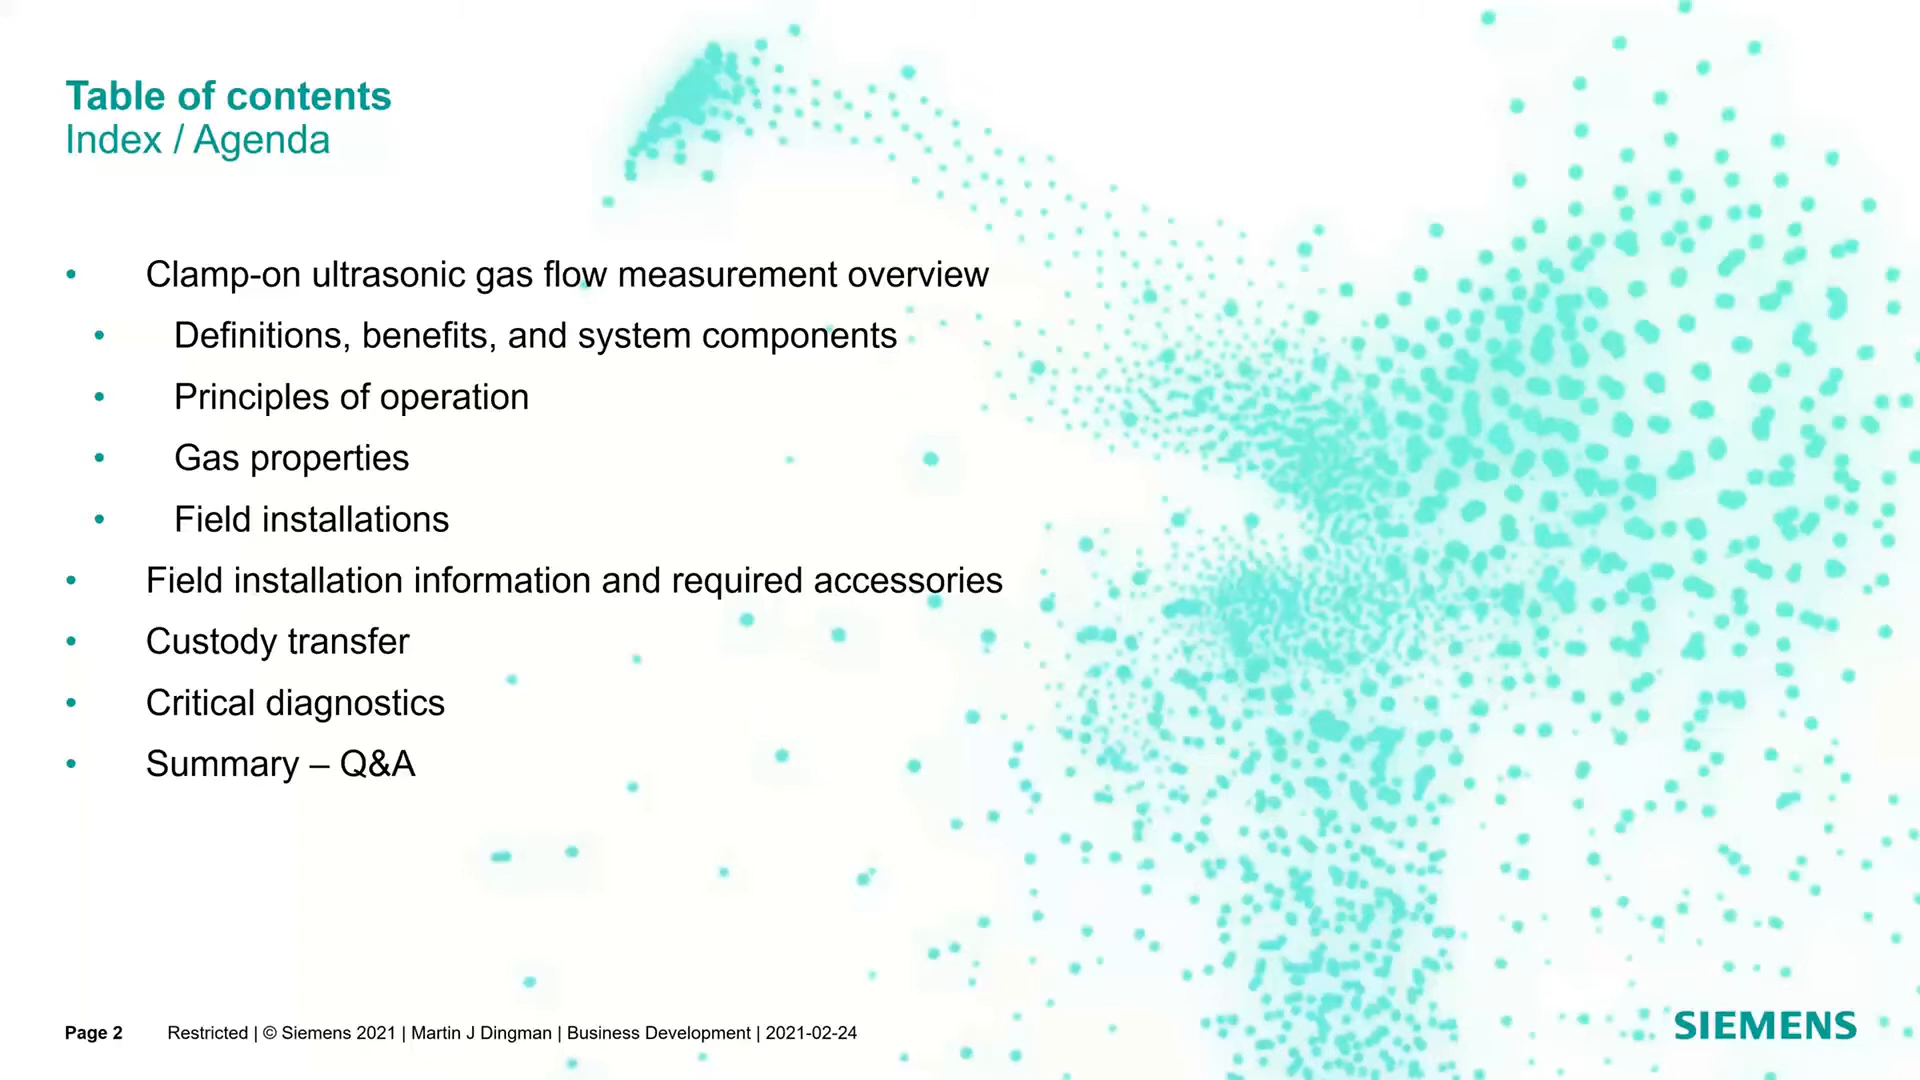 Table of contents
Index / Agenda
• Clamp-on ultrasonic gas flow measurement overview
• Definitions, benefits, and system components
• Principles of operation
• Gas properties
• Field installations
• Field installation information and required accessories
• Custody transfer
• Critical diagnostics
• Summary – Q&A
Page 2 Restricted | © Siemens 2021 | Martin J Dingman | Business Development | 2021-02-24
SIEMENS